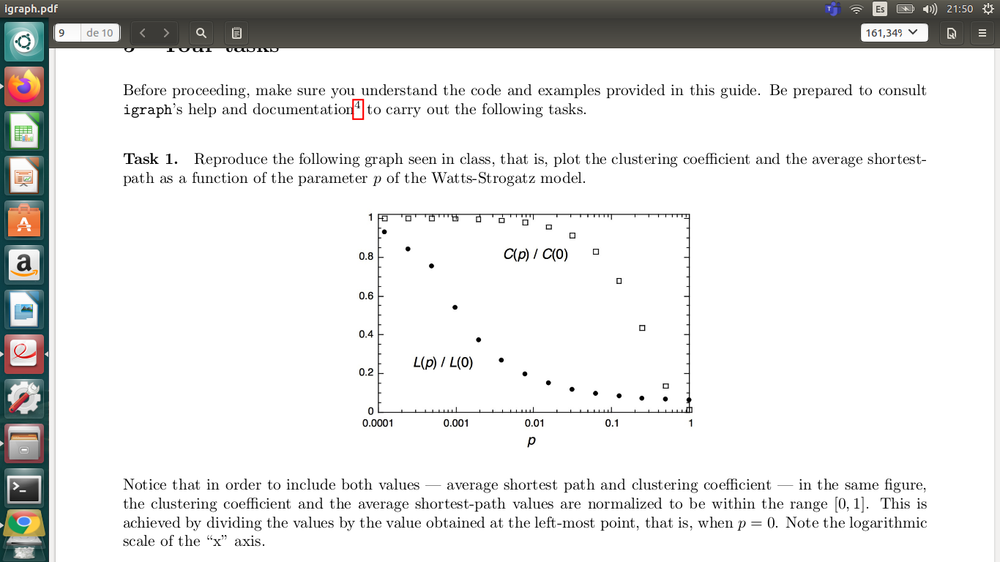 igraph.pdf
Es
21:50
9 de 10
161,34%
5 Your tasks
Before proceeding, make sure you understand the code and examples provided in this guide. Be prepared to consult
igraph's help and documentation4 to carry out the following tasks.
Task 1. Reproduce the following graph seen in class, that is, plot the clustering coefficient and the average shortest-
path as a function of the parameter p of the Watts-Strogatz model.
1
0.8
0.6
0.4
0.2
0
C(p) / C(0)
L(p) / L(0)
0.0001 0.001 0.01 0.1 1
p
Notice that in order to include both values — average shortest path and clustering coefficient — in the same figure,
the clustering coefficient and the average shortest-path values are normalized to be within the range [0, 1]. This is
achieved by dividing the values by the value obtained at the left-most point, that is, when p = 0. Note the logarithmic
scale of the “x” axis.